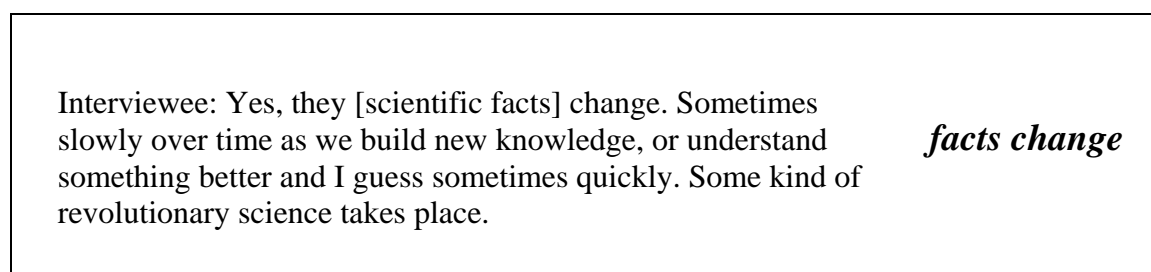 Interviewee: Yes, they [scientific facts] change. Sometimes
slowly over time as we build new knowledge, or understand
something better and I guess sometimes quickly. Some kind of
revolutionary science takes place.
facts change